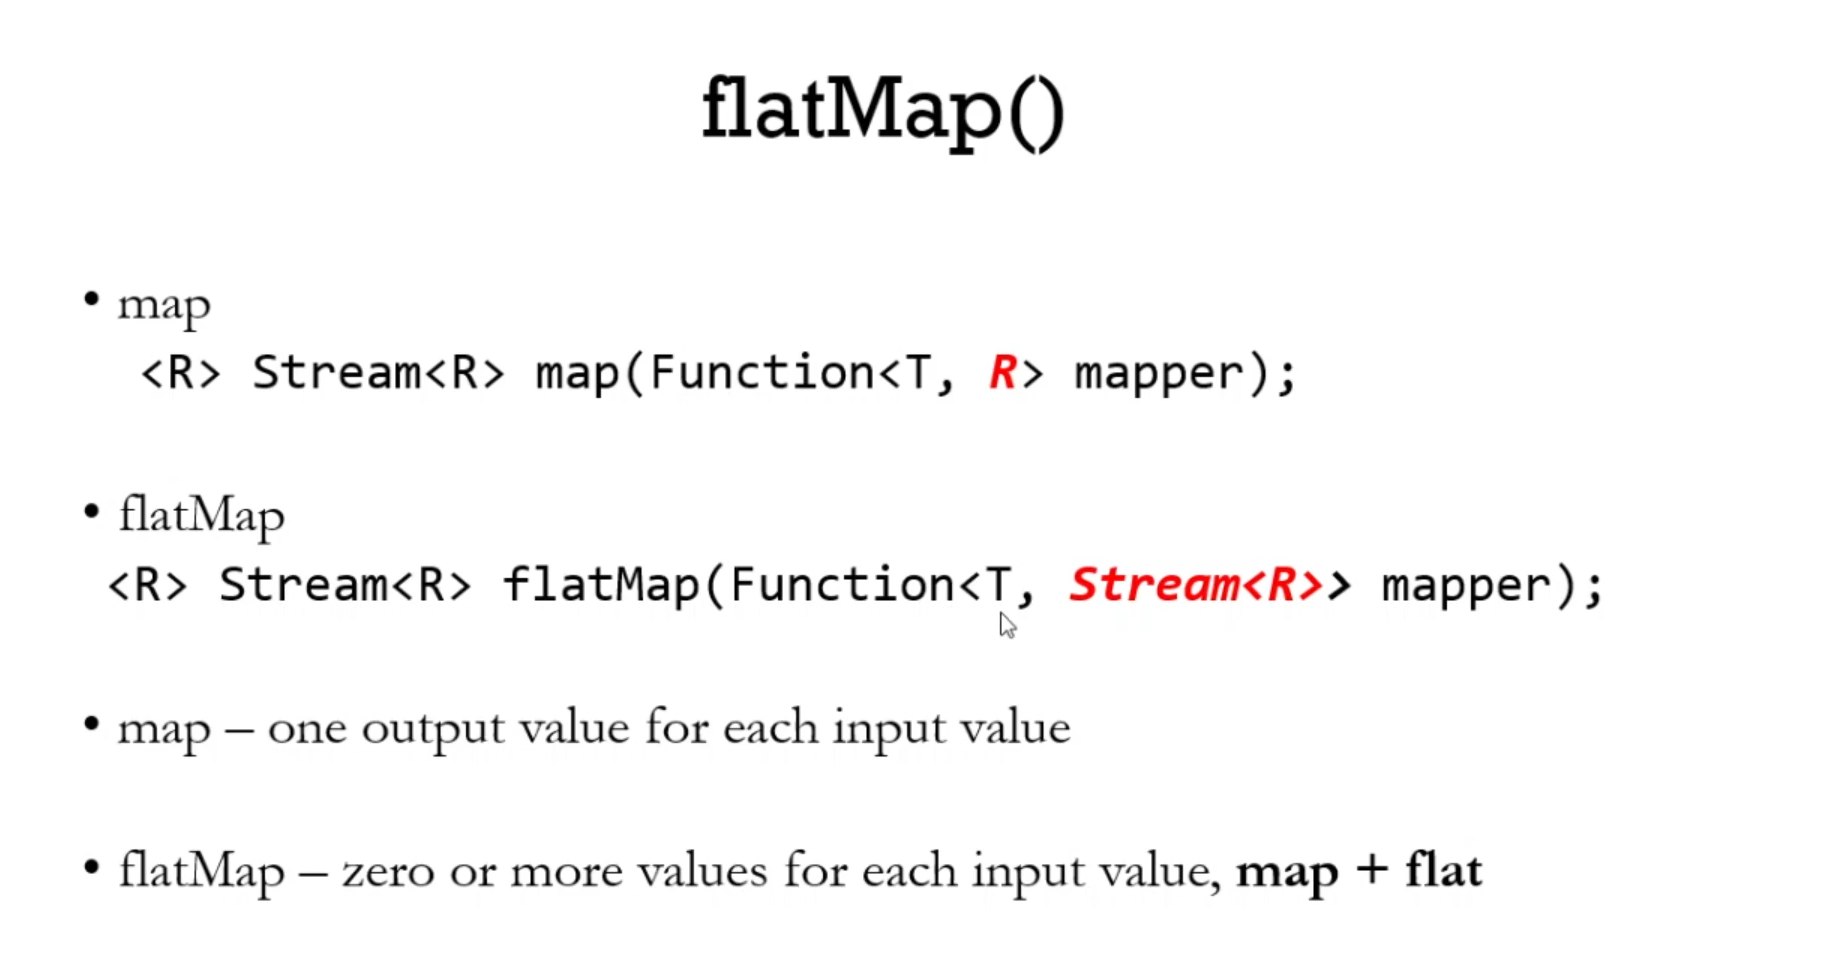 flatMap()
• map
<R> Stream<R> map(Function<T, R> mapper);
• flatMap
<R> Stream<R> flatMap(Function<T, Stream<R>> mapper);
• map – one output value for each input value
• flatMap – zero or more values for each input value, map + flat